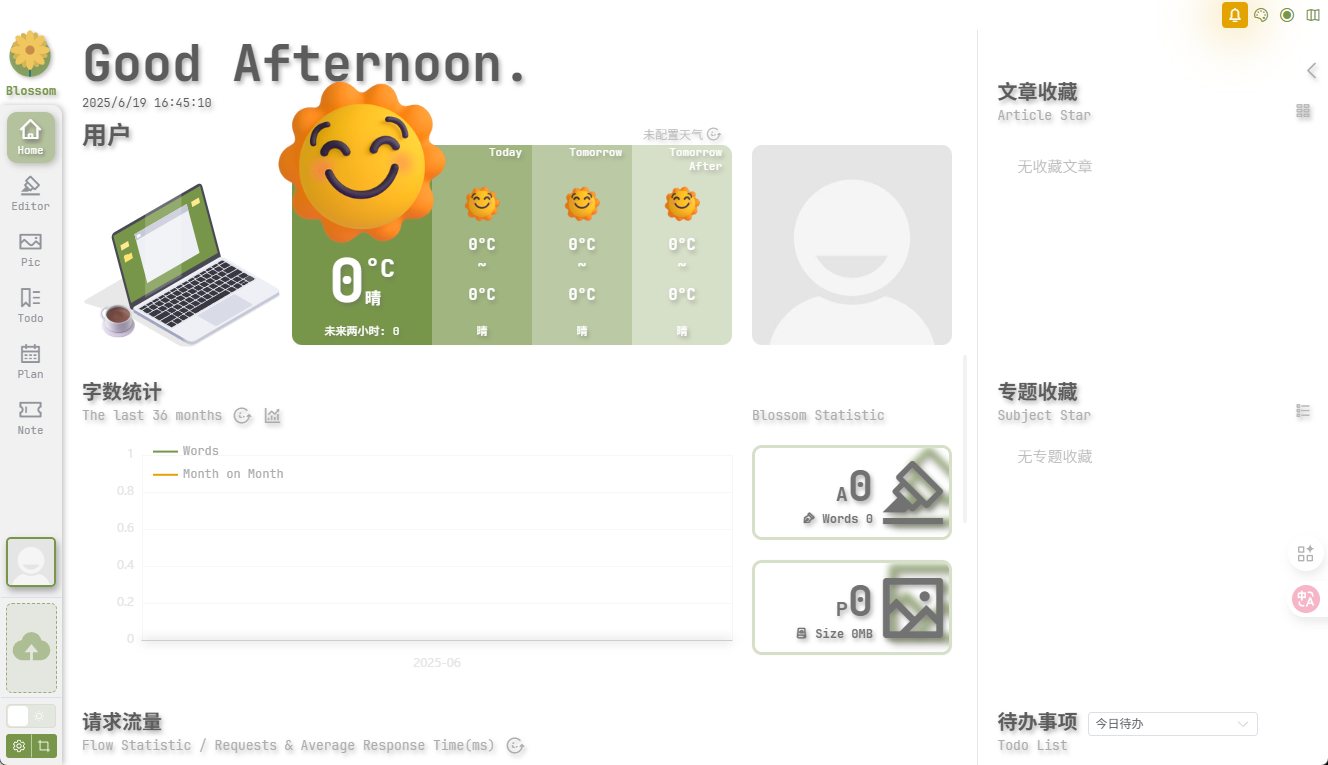 Blossom
Home
Editor
Pic
Todo
Plan
Note
Good Afternoon.
2025/6/19 16:45:10
用户
未配置天气
0°C
晴
未来两小时: 0
Today
0°C
~
0°C
晴
Tomorrow
0°C
~
0°C
晴
Tomorrow
After
0°C
~
0°C
晴
字数统计
The last 36 months
Words
Month on Month
1
0.8
0.6
0.4
0.2
0
2025-06
Blossom Statistic
A0
Words 0
P0
Size 0MB
请求流量
Flow Statistic / Requests & Average Response Time(ms)
文章收藏
Article Star
无收藏文章
专题收藏
Subject Star
无专题收藏
中A
待办事项 今日待办
Todo List